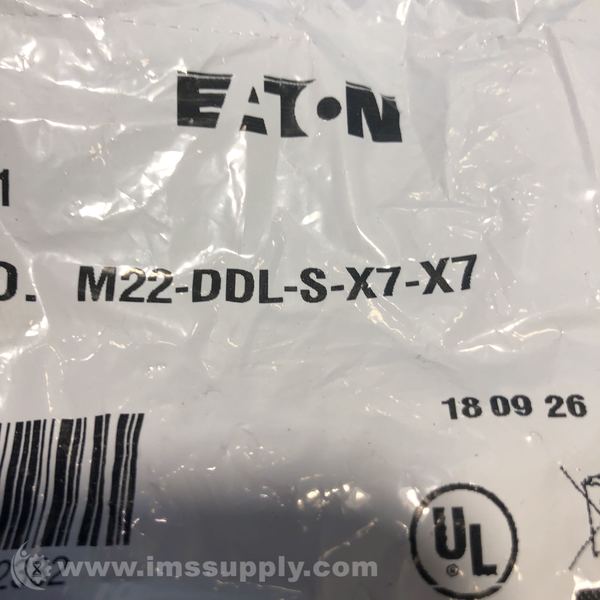 EATON
1
O. M22-DDL-S-X7-X7
18 09 26
UL
®
www.imssupply.com